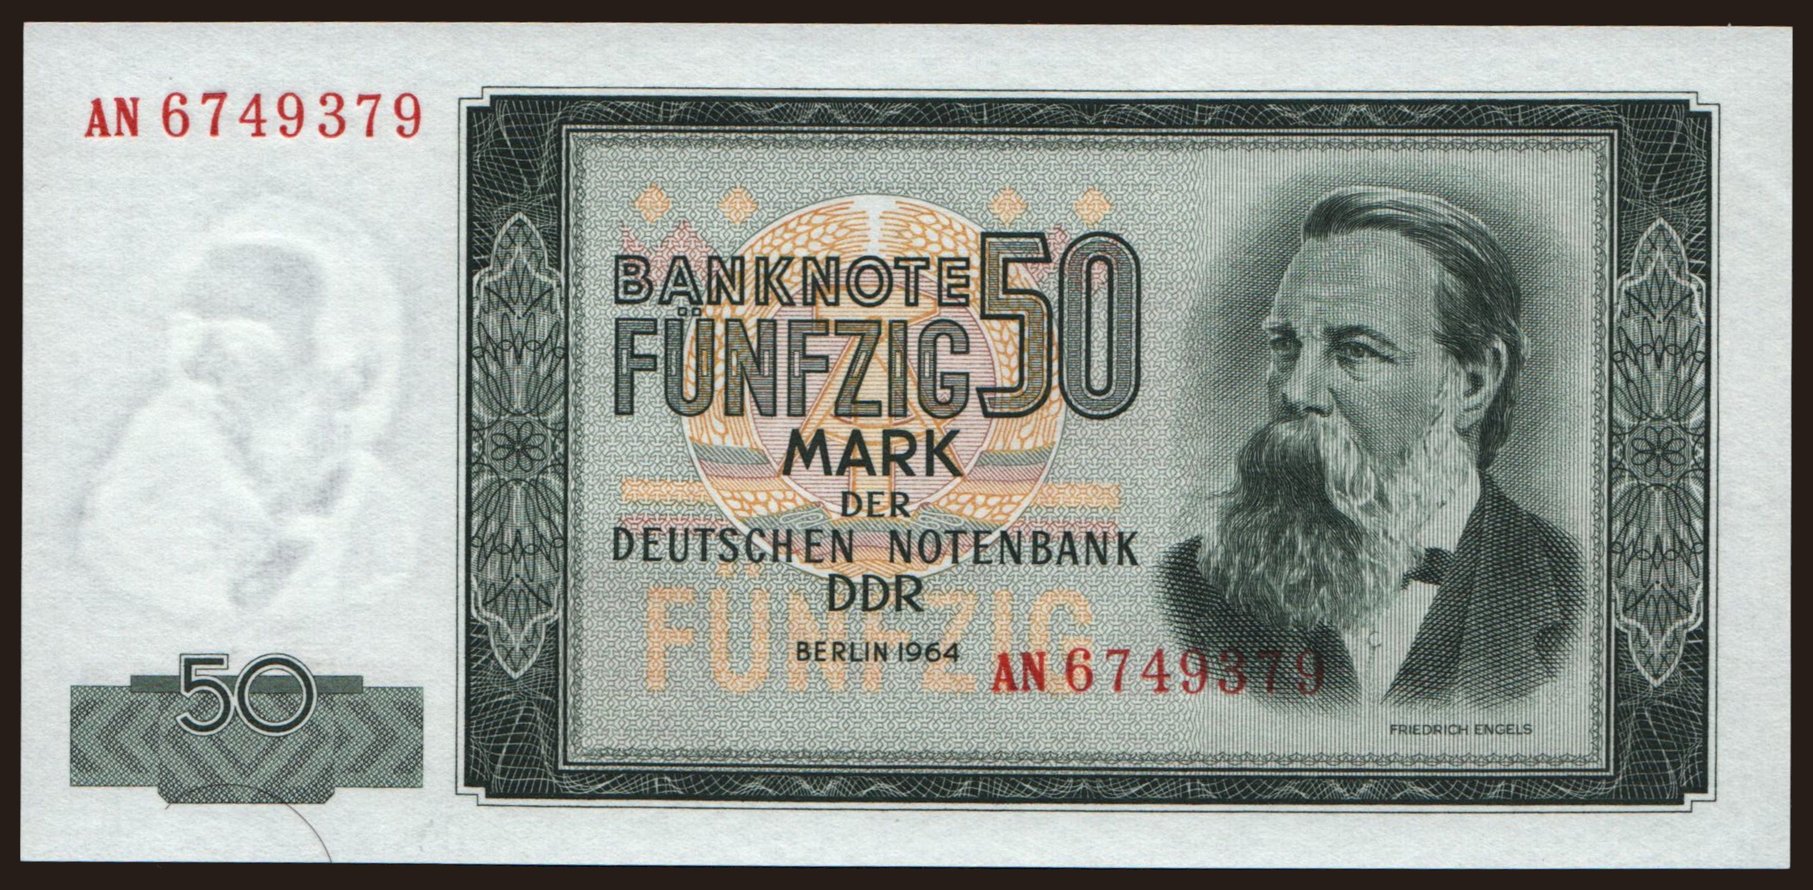 AN 6749379
BANKNOTE
50
FÜNFZIG
MARK
DER
DEUTSCHEN NOTENBANK
DDR
FÜNFZIG
BERLIN 1964
AN 6749379
50
FRIEDRICH ENGELS